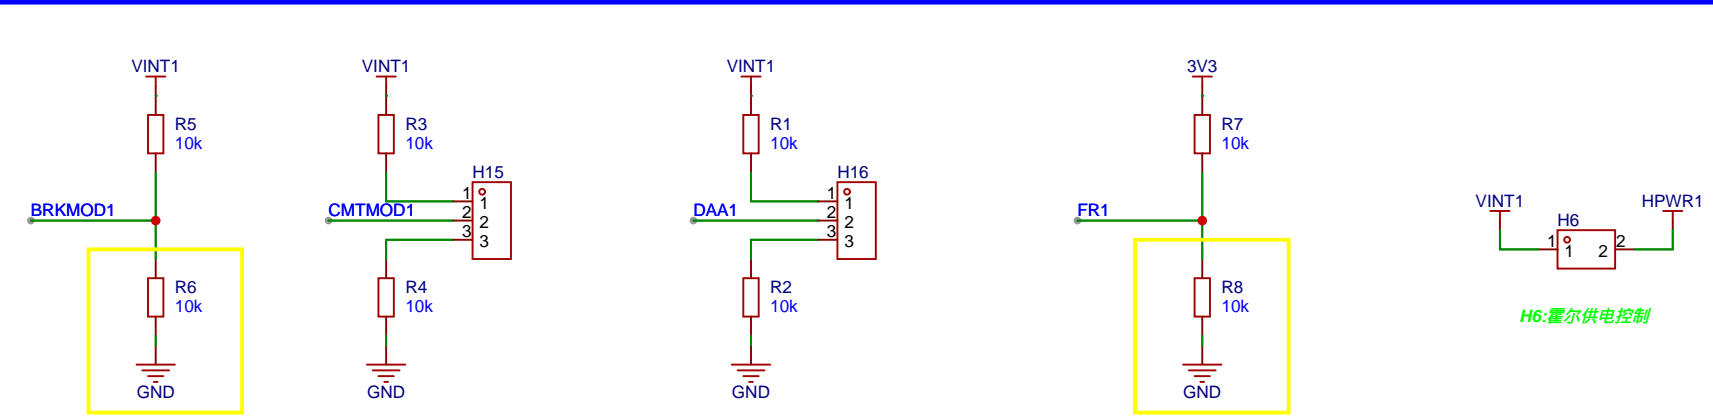 VINT1
R5
10k
BRKMOD1
R6
10k
GND
VINT1
R3
10k
H15
CMTMOD1
1
2
3
1
2
3
R4
10k
GND
VINT1
R1
10k
H16
DAA1
1
2
3
1
2
3
R2
10k
GND
3V3
R7
10k
FR1
R8
10k
GND
VINT1
H6
HPWR1
1
1
2
2
H6:霍尔供电控制